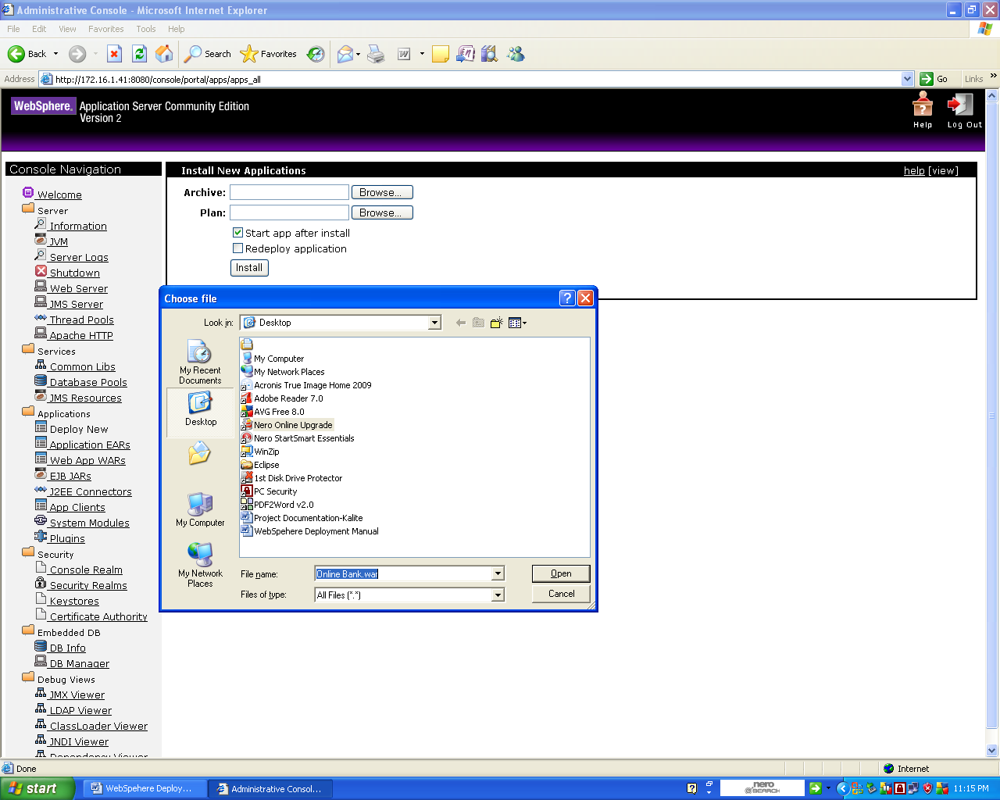 Administrative Console - Microsoft Internet Explorer
File Edit View Favorites Tools Help
Back Search Favorites
Address http://172.16.1.41:8080/console/portal/apps/apps_all Go Links »
WebSphere. Application Server Community Edition
Version 2
Help Log Out
Console Navigation
Welcome
Server
Information
JVM
Server Logs
Shutdown
Web Server
JMS Server
Thread Pools
Apache HTTP
Services
Common Libs
Database Pools
JMS Resources
Applications
Deploy New
Application EARs
Web App WARs
EJB JARs
J2EE Connectors
App Clients
System Modules
Plugins
Security
Console Realm
Security Realms
Keystores
Certificate Authority
Embedded DB
DB Info
DB Manager
Debug Views
JMX Viewer
LDAP Viewer
ClassLoader Viewer
JNDI Viewer
Dependency Viewer
Install New Applications help [view]
Archive: Browse...
Plan: Browse...
Start app after install
Redeploy application
Install
Choose file
Look in: Desktop
My Recent
Documents
Desktop
My Computer
My Network
Places
My Computer
My Network Places
Acronis True Image Home 2009
Adobe Reader 7.0
AVG Free 8.0
Nero Online Upgrade
Nero StartSmart Essentials
WinZip
Eclipse
1st Disk Drive Protector
PC Security
PDF2Word v2.0
Project Documentation-Kalite
WebSpehere Deployment Manual
File name: Online Bank.war Open
Files of type: All Files (*.*) Cancel
Done Internet
start WebSpehere Deploy... Administrative Consol... nero
@SEARCH
11:15 PM